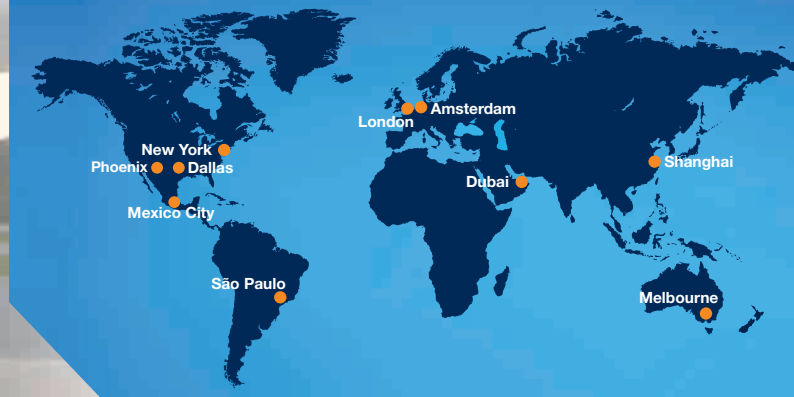 Amsterdam
London
New York
Phoenix
Dallas
Shanghai
Dubai
Mexico City
São Paulo
Melbourne